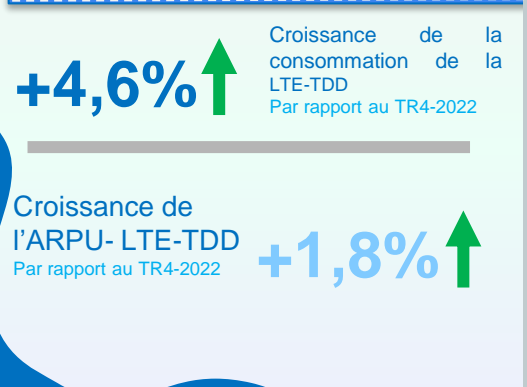 +4,6%
Croissance de la
consommation de la
LTE-TDD
Par rapport au TR4-2022
Croissance de
l’ARPU- LTE-TDD
Par rapport au TR4-2022
+1,8%